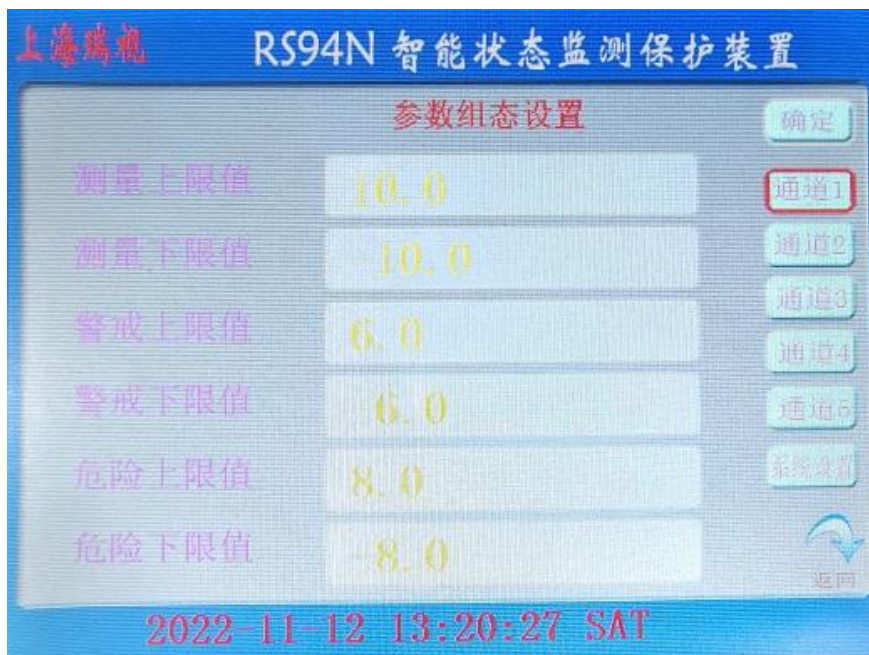 上海瑞机 RS94N 智能状态监测保护装置
参数组态设置
确定
测量上限值 10.0
通道1
测量下限值 -10.0
通道2
通道3
警戒上限值 6.0
通道4
警戒下限值 -6.0
通道5
危险上限值 8.0
系统设置
危险下限值 -8.0
返回
2022-11-12 13:20:27 SAT